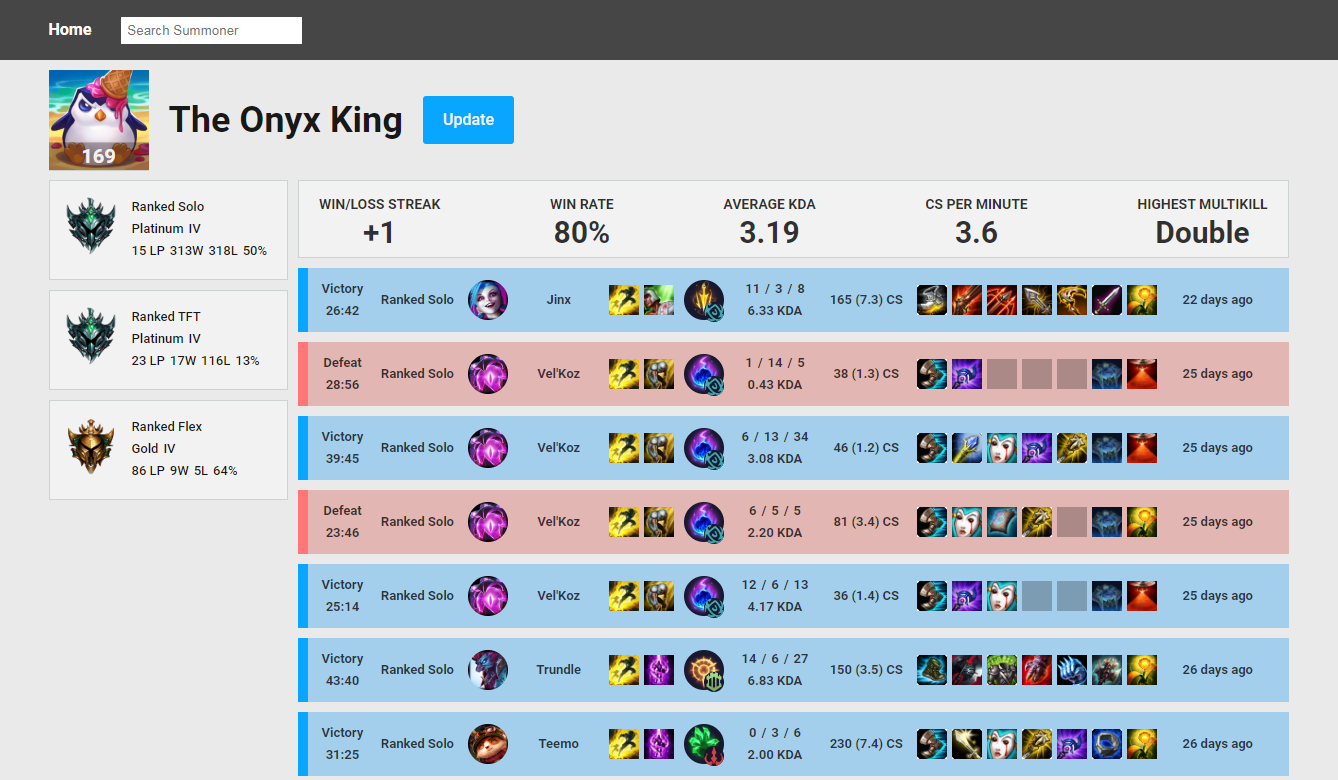 Home
Search Summoner
169
The Onyx King
Update
Ranked Solo
Platinum IV
15 LP 313W 318L 50%
Ranked TFT
Platinum IV
23 LP 17W 116L 13%
Ranked Flex
Gold IV
86 LP 9W 5L 64%
WIN/LOSS STREAK
+1
WIN RATE
80%
AVERAGE KDA
3.19
CS PER MINUTE
3.6
HIGHEST MULTIKILL
Double
Victory
26:42
Ranked Solo
Jinx
11 / 3 / 8
6.33 KDA
165 (7.3) CS
22 days ago
Defeat
28:56
Ranked Solo
Vel'Koz
1 / 14 / 5
0.43 KDA
38 (1.3) CS
25 days ago
Victory
39:45
Ranked Solo
Vel'Koz
6 / 13 / 34
3.08 KDA
46 (1.2) CS
25 days ago
Defeat
23:46
Ranked Solo
Vel'Koz
6 / 5 / 5
2.20 KDA
81 (3.4) CS
25 days ago
Victory
25:14
Ranked Solo
Vel'Koz
12 / 6 / 13
4.17 KDA
36 (1.4) CS
25 days ago
Victory
43:40
Ranked Solo
Trundle
14 / 6 / 27
6.83 KDA
150 (3.5) CS
26 days ago
Victory
31:25
Ranked Solo
Teemo
0 / 3 / 6
2.00 KDA
230 (7.4) CS
26 days ago